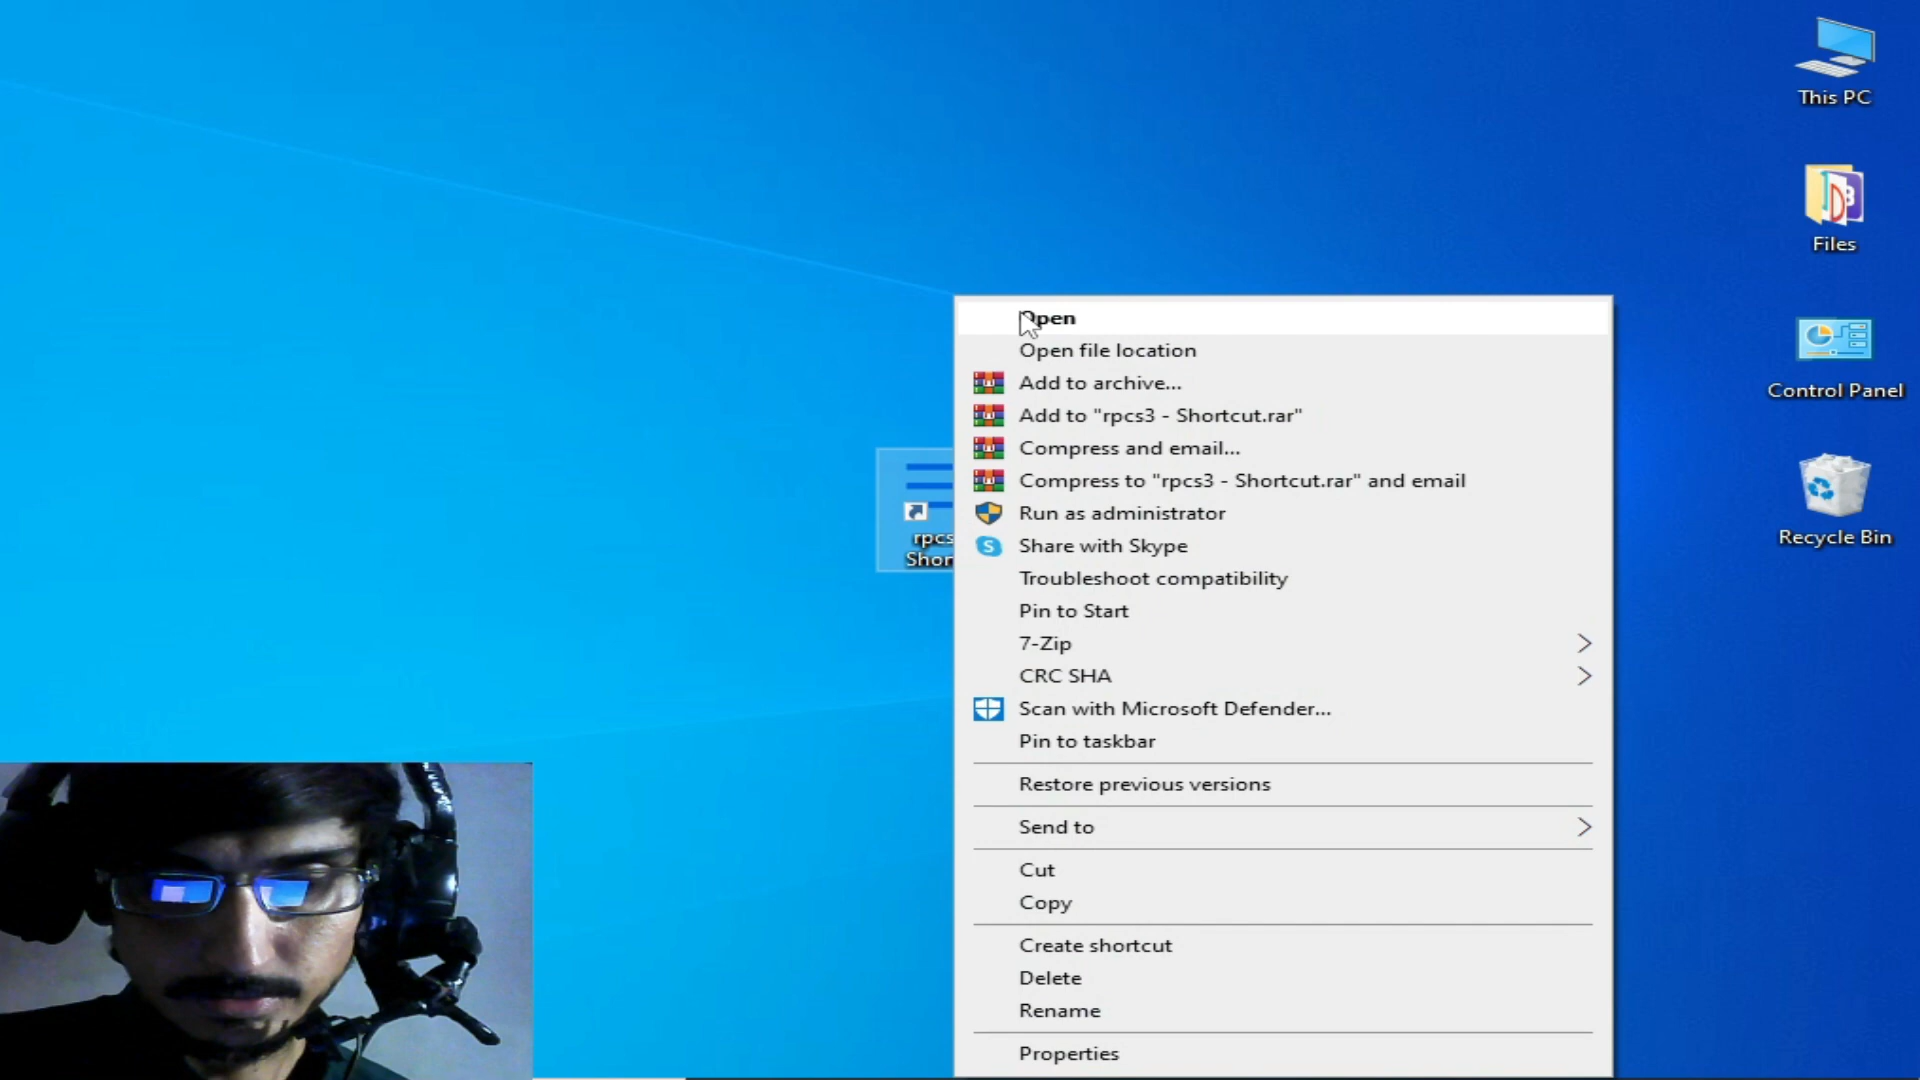 This PC
Files
Control Panel
Recycle Bin
rpcs
Shor
Open
Open file location
Add to archive...
Add to "rpcs3 - Shortcut.rar"
Compress and email...
Compress to "rpcs3 - Shortcut.rar" and email
Run as administrator
Share with Skype
Troubleshoot compatibility
Pin to Start
7-Zip
CRC SHA
Scan with Microsoft Defender...
Pin to taskbar
Restore previous versions
Send to
Cut
Copy
Create shortcut
Delete
Rename
Properties